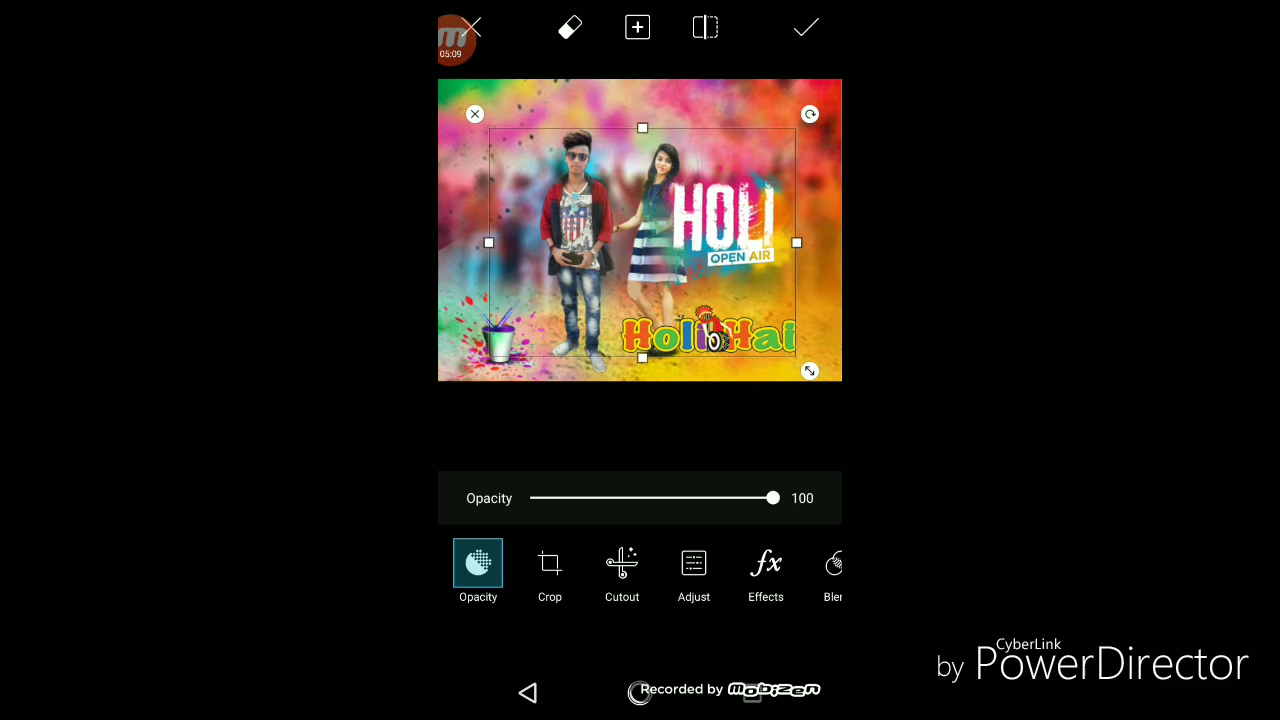 05:09
HOLI
OPEN AIR
Holi Hai
Opacity 100
Opacity Crop Cutout Adjust Effects Bler
CyberLink
by PowerDirector
Recorded by mobizen